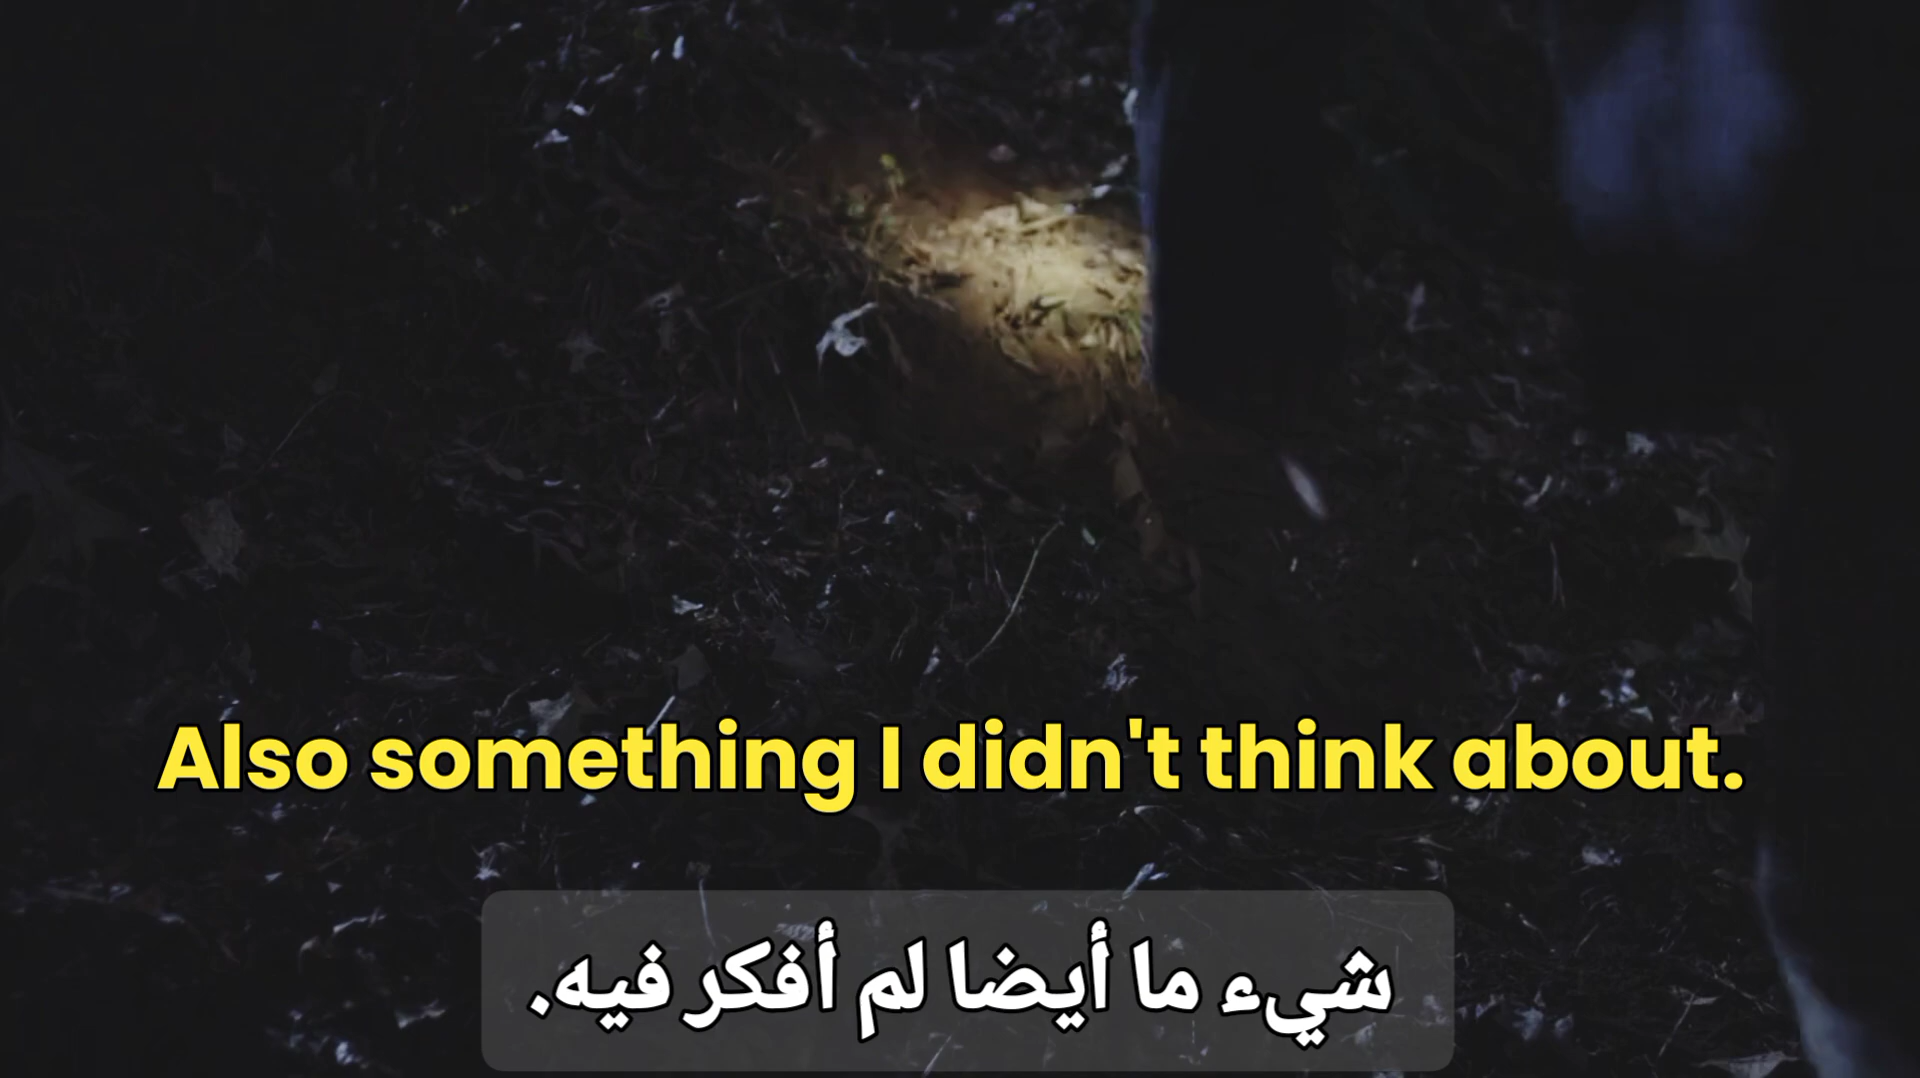 Also something I didn't think about.
شيء ما أيضا لم أفكر فيه.